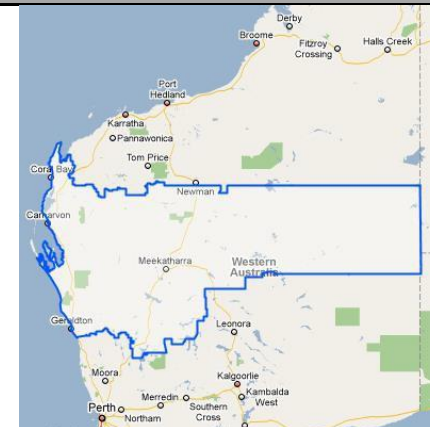 Derby
Broome
Fitzroy
Crossing
Halls Creek
Port
Hedland
Karratha
Pannawonica
Tom Price
Coral Bay
Newman
Carnarvon
Meekatharra
Western
Australia
Geraldton
Leonora
Moora
Kalgoorlie
Merredin
Kambalda
West
Perth
Northam
Southern
Cross